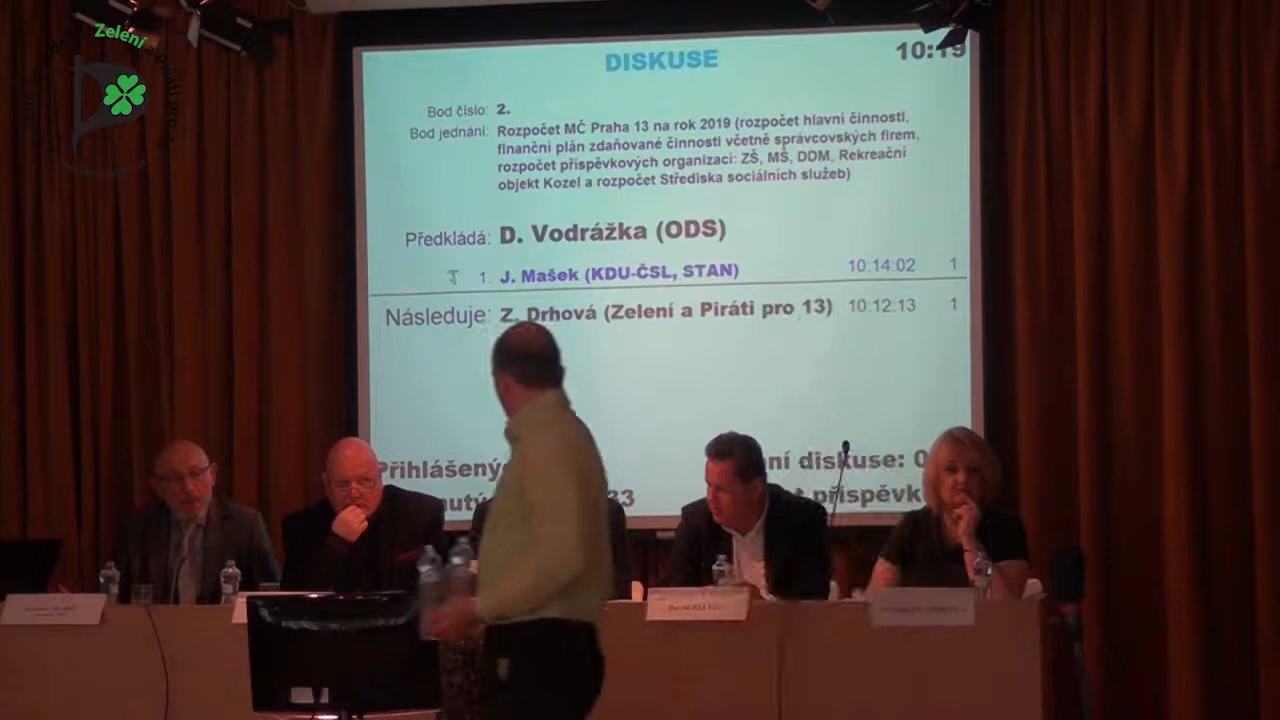 Zelení
DISKUSE
10:19
Bod číslo: 2.
Bod jednání: Rozpočet MČ Praha 13 na rok 2019 (rozpočet hlavní činnosti,
finanční plán zdaňované činnosti včetně správcovských firem,
rozpočet příspěvkových organizací: ZŠ, MŠ, DDM, Rekreační
objekt Kozel a rozpočet Střediska sociálních služeb)
Předkládá: D. Vodrážka (ODS)
1. J. Mašek (KDU-ČSL, STAN) 10:14:02 1
Následuje: Z. Drhová (Zelení a Piráti pro 13) 10:12:13 1
diskuse: 0
33